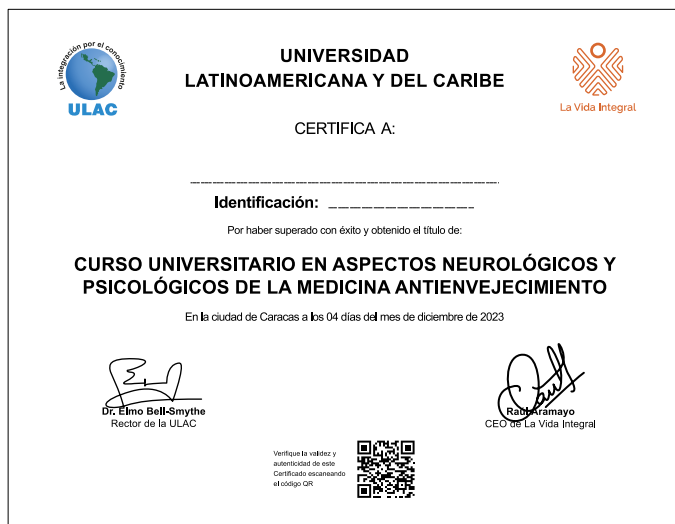 La integración por el conocimiento
ULAC
UNIVERSIDAD
LATINOAMERICANA Y DEL CARIBE
La Vida Integral
CERTIFICA A:
Identificación:
Por haber superado con éxito y obtenido el título de:
CURSO UNIVERSITARIO EN ASPECTOS NEUROLÓGICOS Y
PSICOLÓGICOS DE LA MEDICINA ANTIENVEJECIMIENTO
En la ciudad de Caracas a los 04 días del mes de diciembre de 2023
Dr. Elmo Bell-Smythe
Rector de la ULAC
Raúl Aramayo
CEO de La Vida Integral
Verifique la validez y
autenticidad de este
Certificado escaneando
el código QR